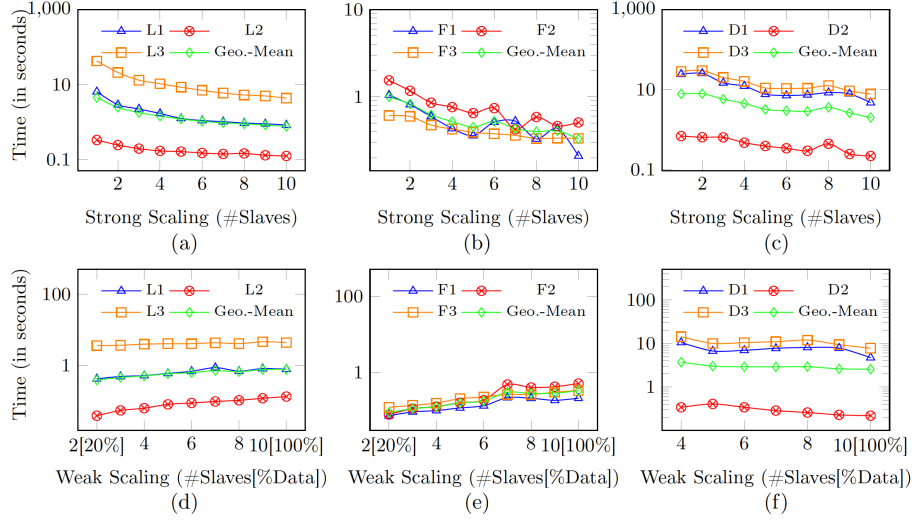 1,000
10
0.1
Time (in seconds)
L1 L2
L3 Geo.-Mean
2 4 6 8 10
Strong Scaling (#Slaves)
(a)
10
1
F1 F2
F3 Geo.-Mean
2 4 6 8 10
Strong Scaling (#Slaves)
(b)
1,000
10
0.1
D1 D2
D3 Geo.-Mean
2 4 6 8 10
Strong Scaling (#Slaves)
(c)
100
1
Time (in seconds)
L1 L2
L3 Geo.-Mean
2[20%] 4 6 8 10[100%]
Weak Scaling (#Slaves[%Data])
(d)
100
1
F1 F2
F3 Geo.-Mean
2[20%] 4 6 8 10[100%]
Weak Scaling (#Slaves[%Data])
(e)
100
10
1
D1 D2
D3 Geo.-Mean
4 6 8 10[100%]
Weak Scaling (#Slaves[%Data])
(f)